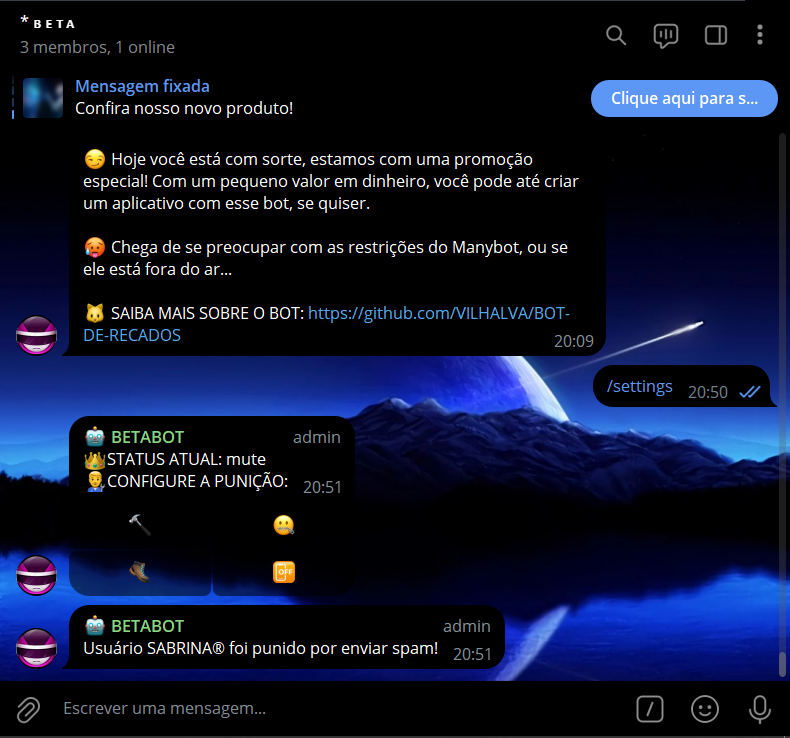 * BETA
3 membros, 1 online
Mensagem fixada
Confira nosso novo produto!
Clique aqui para s...
😏 Hoje você está com sorte, estamos com uma promoção
especial! Com um pequeno valor em dinheiro, você pode até criar
um aplicativo com esse bot, se quiser.
🥵 Chega de se preocupar com as restrições do Manybot, ou se
ele está fora do ar...
🐱 SAIBA MAIS SOBRE O BOT: https://github.com/VILHALVA/BOT-
DE-RECADOS
20:09
/settings 20:50
🤖 BETABOT admin
👑STATUS ATUAL: mute
👨‍🔧CONFIGURE A PUNIÇÃO: 20:51
OFF
🤖 BETABOT admin
Usuário SABRINA® foi punido por enviar spam! 20:51
Escrever uma mensagem...